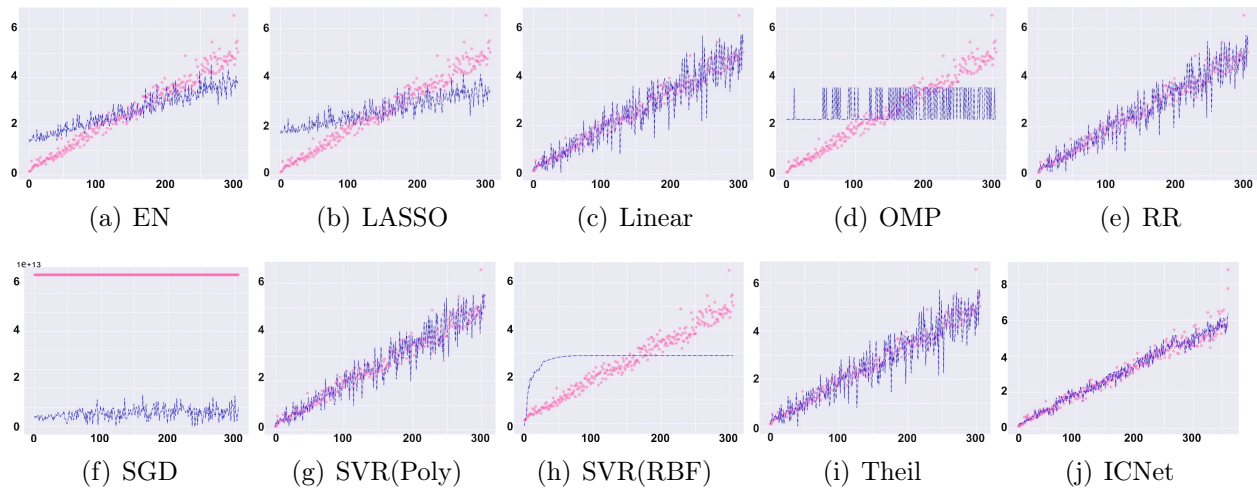 6 6 6 6 6
4 4 4 4 4
2 2 2 2 2
0 0 0 0 0
0 100 200 300 0 100 200 300 0 100 200 300 0 100 200 300 0 100 200 300
(a) EN (b) LASSO (c) Linear (d) OMP (e) RR
1e+13
6 6 6 6 8
4 4 4 4 6
2 2 2 2 4
0 0 0 0 2
0
0 100 200 300 0 100 200 300 0 100 200 300 0 100 200 300 0 100 200 300
(f) SGD (g) SVR(Poly) (h) SVR(RBF) (i) Theil (j) ICNet